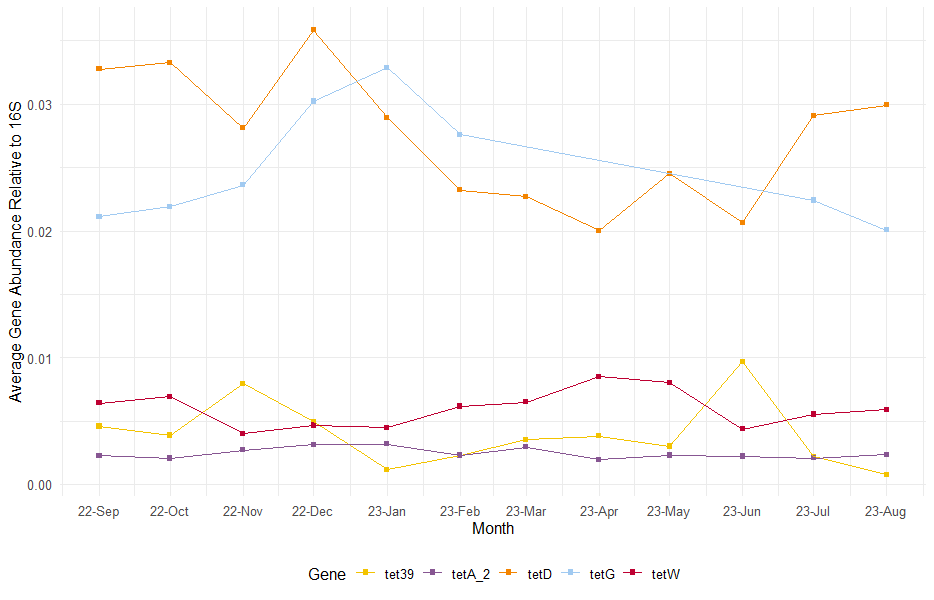 Average Gene Abundance Relative to 16S
0.03
0.02
0.01
0.00
22-Sep 22-Oct 22-Nov 22-Dec 23-Jan 23-Feb 23-Mar 23-Apr 23-May 23-Jun 23-Jul 23-Aug
Month
Gene tet39 tetA_2 tetD tetG tetW